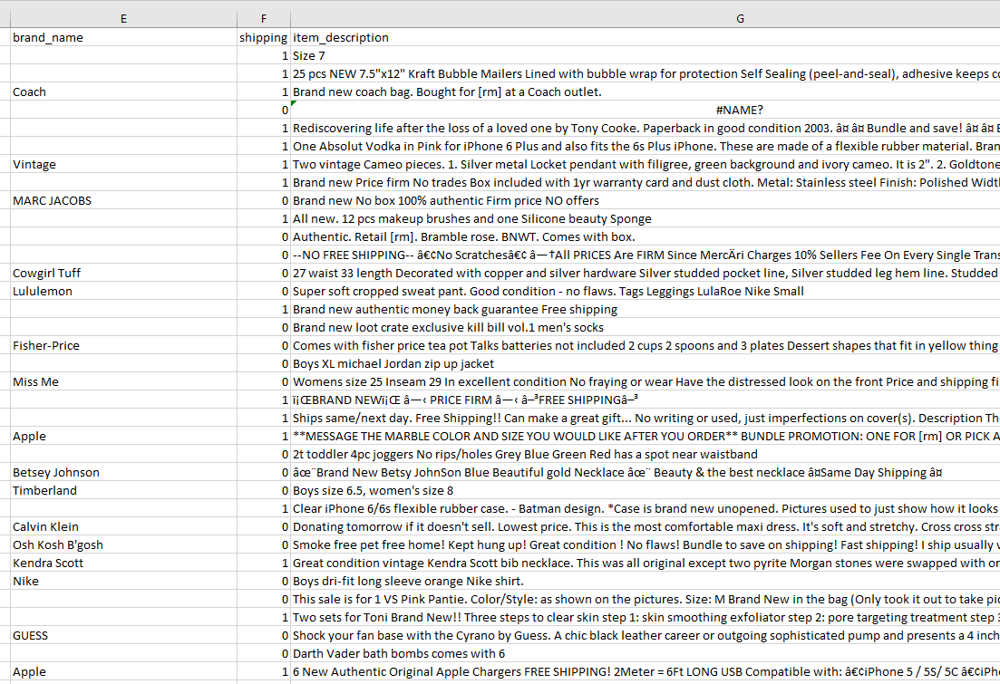 E F G
brand_name shipping item_description
1 Size 7
1 25 pcs NEW 7.5"x12" Kraft Bubble Mailers Lined with bubble wrap for protection Self Sealing (peel-and-seal), adhesive keeps
Coach 1 Brand new coach bag. Bought for [rm] at a Coach outlet.
0 #NAME?
1 Rediscovering life after the loss of a loved one by Tony Cooke. Paperback in good condition 2003. â¤ â¤ Bundle and save! â¤ â¤
1 One Absolut Vodka in Pink for iPhone 6 Plus and also fits the 6s Plus iPhone. These are made of a flexible rubber material.
Vintage 1 Two vintage Cameo pieces. 1. Silver metal Locket pendant with filigree, green background and ivory cameo. It is 2". 2. Goldtone
1 Brand new Price firm No trades Box included with 1yr warranty card and dust cloth. Metal: Stainless steel Finish: Polished
MARC JACOBS 0 Brand new No box 100% authentic Firm price NO offers
1 All new. 12 pcs makeup brushes and one Silicone beauty Sponge
0 Authentic. Retail [rm]. Bramble rose. BNWT. Comes with box.
0 --NO FREE SHIPPING-- â€¢No Scratchesâ€¢ â—†All PRICES Are FIRM Since MercÄri Charges 10% Sellers Fee On Every Single
Cowgirl Tuff 0 27 waist 33 length Decorated with copper and silver hardware Silver studded pocket line, Silver studded leg hem line. Studded
Lululemon 0 Super soft cropped sweat pant. Good condition - no flaws. Tags Leggings LulaRoe Nike Small
1 Brand new authentic money back guarantee Free shipping
0 Brand new loot crate exclusive kill bill vol.1 men's socks
Fisher-Price 0 Comes with fisher price tea pot Talks batteries not included 2 cups 2 spoons and 3 plates Dessert shapes that fit in yellow thing
0 Boys XL michael Jordan zip up jacket
Miss Me 0 Womens size 25 Inseam 29 In excellent condition No fraying or wear Have the distressed look on the front Price and shipping
1 ï¡ŒBRAND NEWï¡Œ â—‹ PRICE FIRM â—‹ â–³FREE SHIPPINGâ–³
1 Ships same/next day. Free Shipping!! Can make a great gift... No writing or used, just imperfections on cover(s). Description
Apple 1 **MESSAGE THE MARBLE COLOR AND SIZE YOU WOULD LIKE AFTER YOU ORDER** BUNDLE PROMOTION: ONE FOR [rm] OR PICK
0 2t toddler 4pc joggers No rips/holes Grey Blue Green Red has a spot near waistband
Betsey Johnson 0 âœ¨Brand New Betsy JohnSon Blue Beautiful gold Necklace âœ¨ Beauty & the best necklace â¤Same Day Shipping â¤
Timberland 0 Boys size 6.5, women's size 8
1 Clear iPhone 6/6s flexible rubber case. - Batman design. *Case is brand new unopened. Pictures used to just show how it looks
Calvin Klein 0 Donating tomorrow if it doesn't sell. Lowest price. This is the most comfortable maxi dress. It's soft and stretchy. Cross cross
Osh Kosh B'gosh 0 Smoke free pet free home! Kept hung up! Great condition ! No flaws! Bundle to save on shipping! Fast shipping! I ship usually
Kendra Scott 1 Great condition vintage Kendra Scott bib necklace. This was all original except two pyrite Morgan stones were swapped with
Nike 0 Boys dri-fit long sleeve orange Nike shirt.
0 This sale is for 1 VS Pink Pantie. Color/Style: as shown on the pictures. Size: M Brand New in the bag (Only took it out to take
1 Two sets for Toni Brand New!! Three steps to clear skin step 1: skin smoothing exfoliator step 2: pore targeting treatment step
GUESS 0 Shock your fan base with the Cyrano by Guess. A chic black leather career or outgoing sophisticated pump and presents a 4
0 Darth Vader bath bombs comes with 6
Apple 1 6 New Authentic Original Apple Chargers FREE SHIPPING! 2Meter = 6Ft LONG USB Compatible with: â€¢iPhone 5 / 5S/ 5C